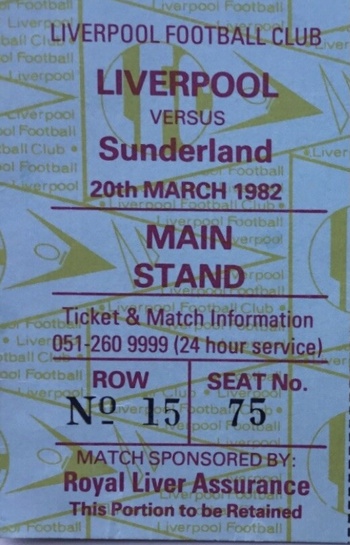 LIVERPOOL FOOTBALL CLUB
LIVERPOOL
VERSUS
Sunderland
20th MARCH 1982
MAIN
STAND
Ticket & Match Information
051-260 9999 (24 hour service)
ROW SEAT No.
Nº 15 75
MATCH SPONSORED BY:
Royal Liver Assurance
This Portion to be Retained